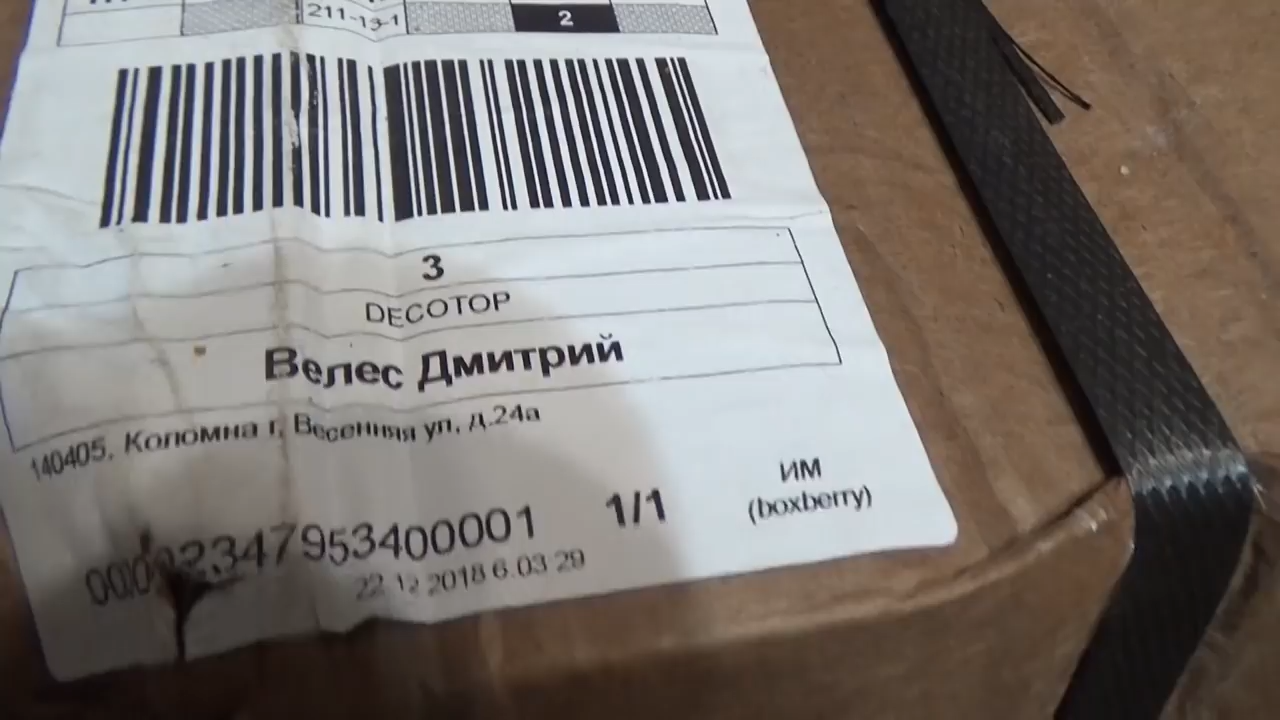 211-13-1
2
3
DECOTOP
Велес Дмитрий
140405, Коломна г, Весенняя ул, д.24а
ИМ
(boxberry)
1/1
22.12.2018 6:03:29